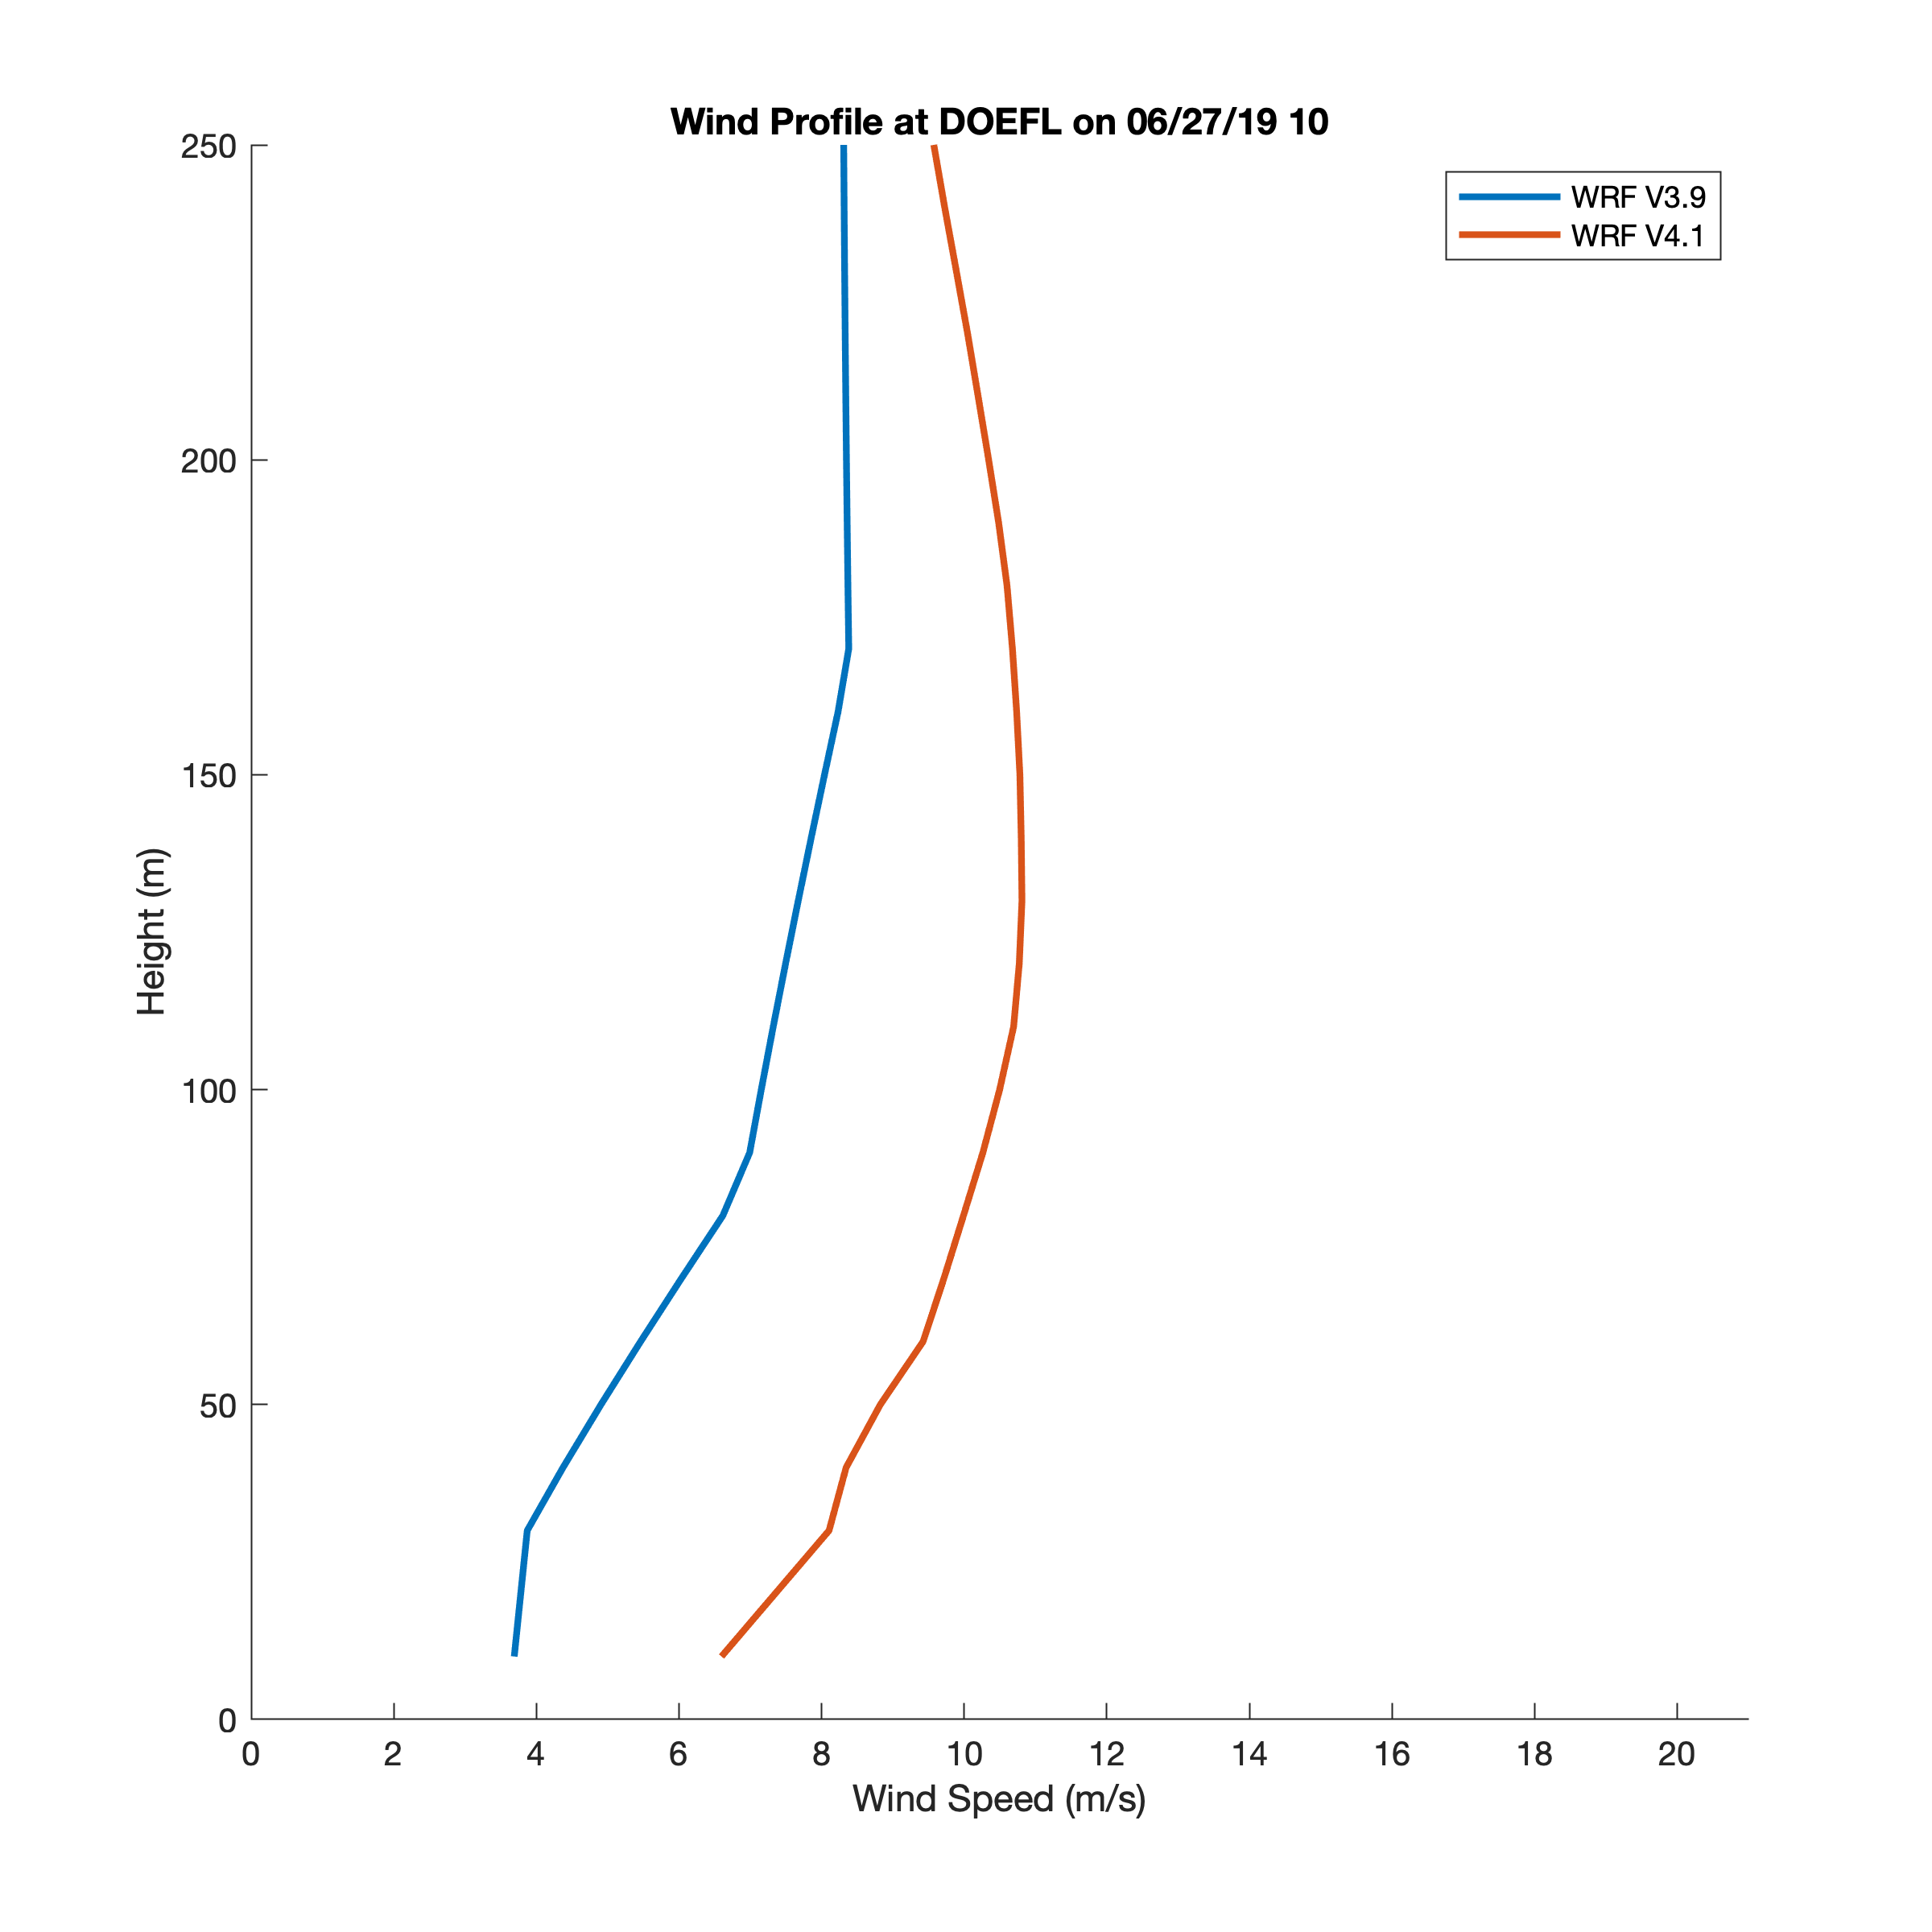 Wind Profile at DOEFL on 06/27/19 10
WRF V3.9
WRF V4.1
250
200
150
100
50
0
Height (m)
0 2 4 6 8 10 12 14 16 18 20
Wind Speed (m/s)